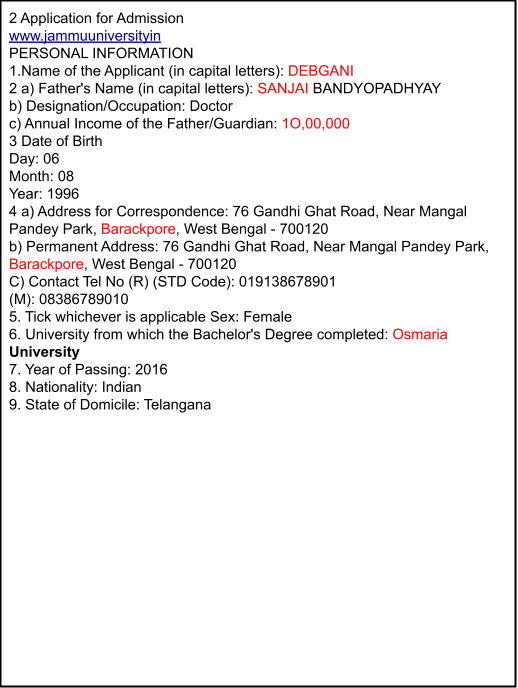 2 Application for Admission
www.jammuuniversityin
PERSONAL INFORMATION
1.Name of the Applicant (in capital letters): DEBGANI
2 a) Father's Name (in capital letters): SANJAI BANDYOPADHYAY
b) Designation/Occupation: Doctor
c) Annual Income of the Father/Guardian: 1O,00,000
3 Date of Birth
Day: 06
Month: 08
Year: 1996
4 a) Address for Correspondence: 76 Gandhi Ghat Road, Near Mangal
Pandey Park, Barackpore, West Bengal - 700120
b) Permanent Address: 76 Gandhi Ghat Road, Near Mangal Pandey Park,
Barackpore, West Bengal - 700120
C) Contact Tel No (R) (STD Code): 019138678901
(M): 08386789010
5. Tick whichever is applicable Sex: Female
6. University from which the Bachelor's Degree completed: Osmaria
University
7. Year of Passing: 2016
8. Nationality: Indian
9. State of Domicile: Telangana